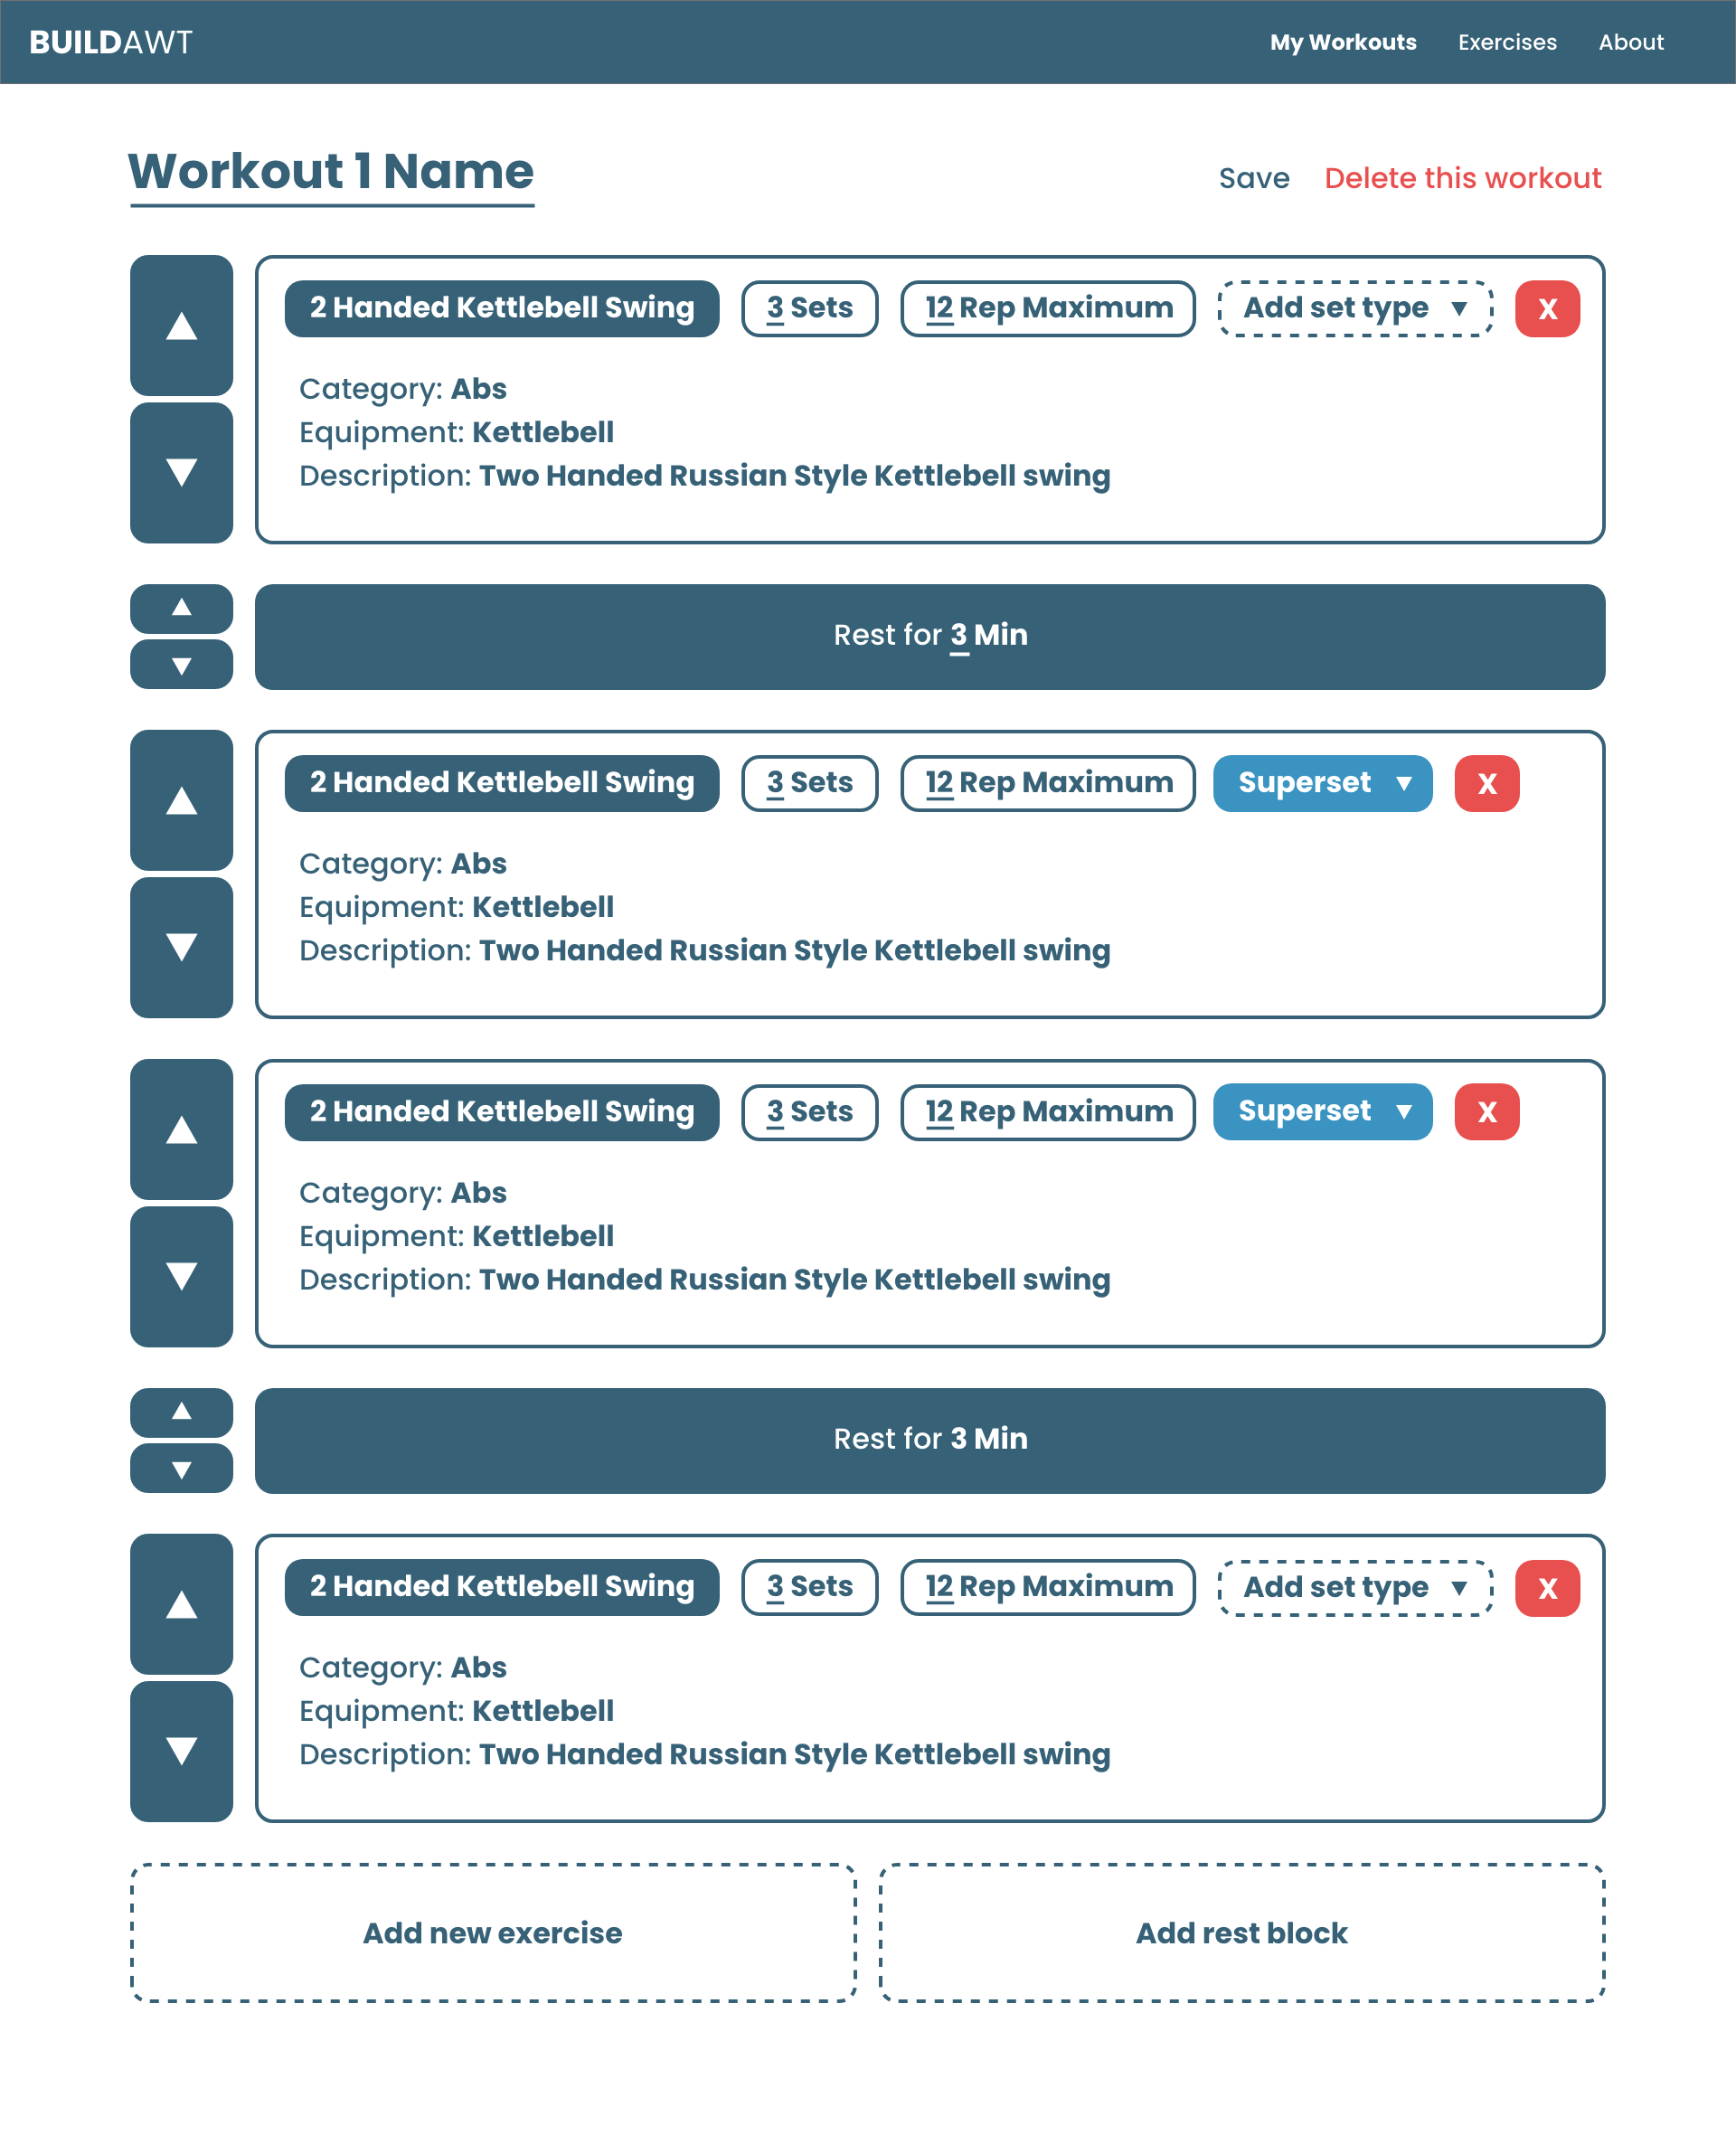 BUILDAWT My Workouts Exercises About
Workout 1 Name Save Delete this workout
2 Handed Kettlebell Swing 3 Sets 12 Rep Maximum Add set type X
Category: Abs
Equipment: Kettlebell
Description: Two Handed Russian Style Kettlebell swing
Rest for 3 Min
2 Handed Kettlebell Swing 3 Sets 12 Rep Maximum Superset X
Category: Abs
Equipment: Kettlebell
Description: Two Handed Russian Style Kettlebell swing
2 Handed Kettlebell Swing 3 Sets 12 Rep Maximum Superset X
Category: Abs
Equipment: Kettlebell
Description: Two Handed Russian Style Kettlebell swing
Rest for 3 Min
2 Handed Kettlebell Swing 3 Sets 12 Rep Maximum Add set type X
Category: Abs
Equipment: Kettlebell
Description: Two Handed Russian Style Kettlebell swing
Add new exercise Add rest block